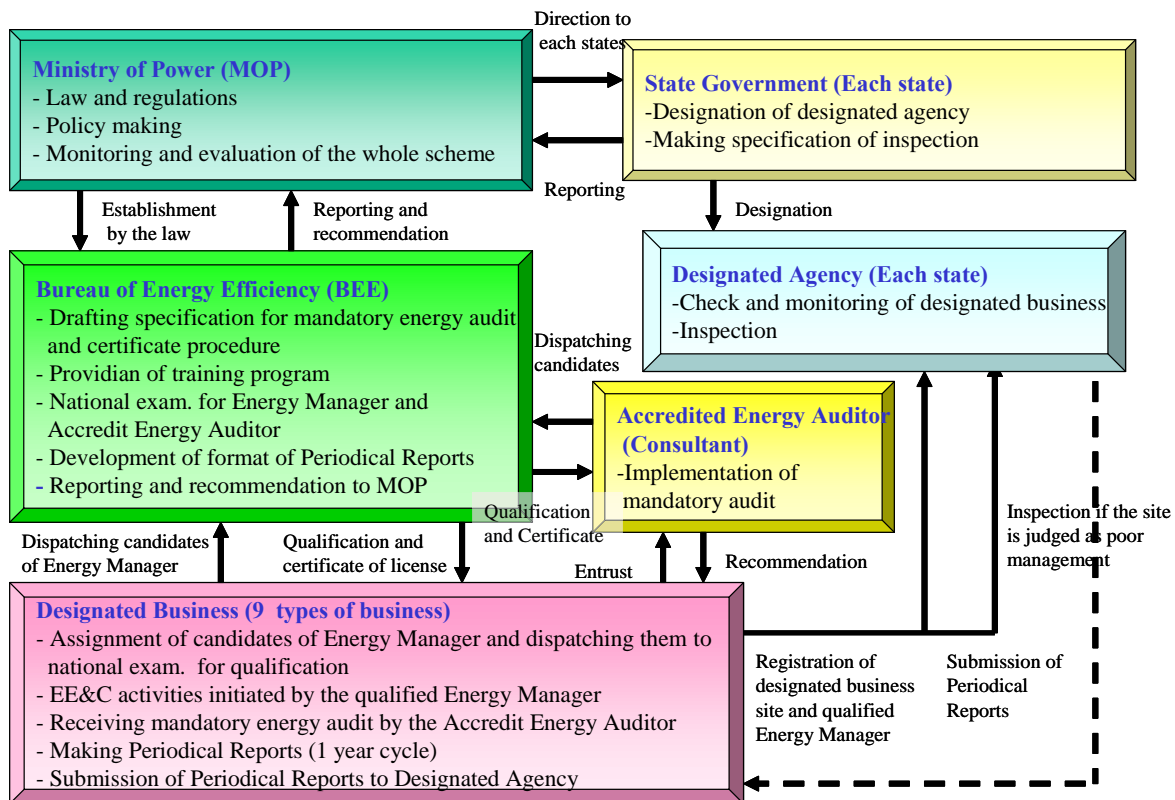 Direction to
each states
Ministry of Power (MOP)
- Law and regulations
- Policy making
- Monitoring and evaluation of the whole scheme
State Government (Each state)
-Designation of designated agency
-Making specification of inspection
Reporting
Establishment
by the law
Reporting and
recommendation
Designation
Bureau of Energy Efficiency (BEE)
- Drafting specification for mandatory energy audit
and certificate procedure
- Providian of training program
- National exam. for Energy Manager and
Accredit Energy Auditor
- Development of format of Periodical Reports
- Reporting and recommendation to MOP
Designated Agency (Each state)
-Check and monitoring of designated business
-Inspection
Dispatching
candidates
Accredited Energy Auditor
(Consultant)
-Implementation of
mandatory audit
Qualification
and Certificate
Inspection if the site
is judged as poor
management
Dispatching candidates
of Energy Manager
Qualification and
certificate of license
Entrust
Recommendation
Designated Business (9 types of business)
- Assignment of candidates of Energy Manager and dispatching them to
national exam. for qualification
- EE&C activities initiated by the qualified Energy Manager
- Receiving mandatory energy audit by the Accredit Energy Auditor
- Making Periodical Reports (1 year cycle)
- Submission of Periodical Reports to Designated Agency
Registration of
designated business
site and qualified
Energy Manager
Submission of
Periodical
Reports